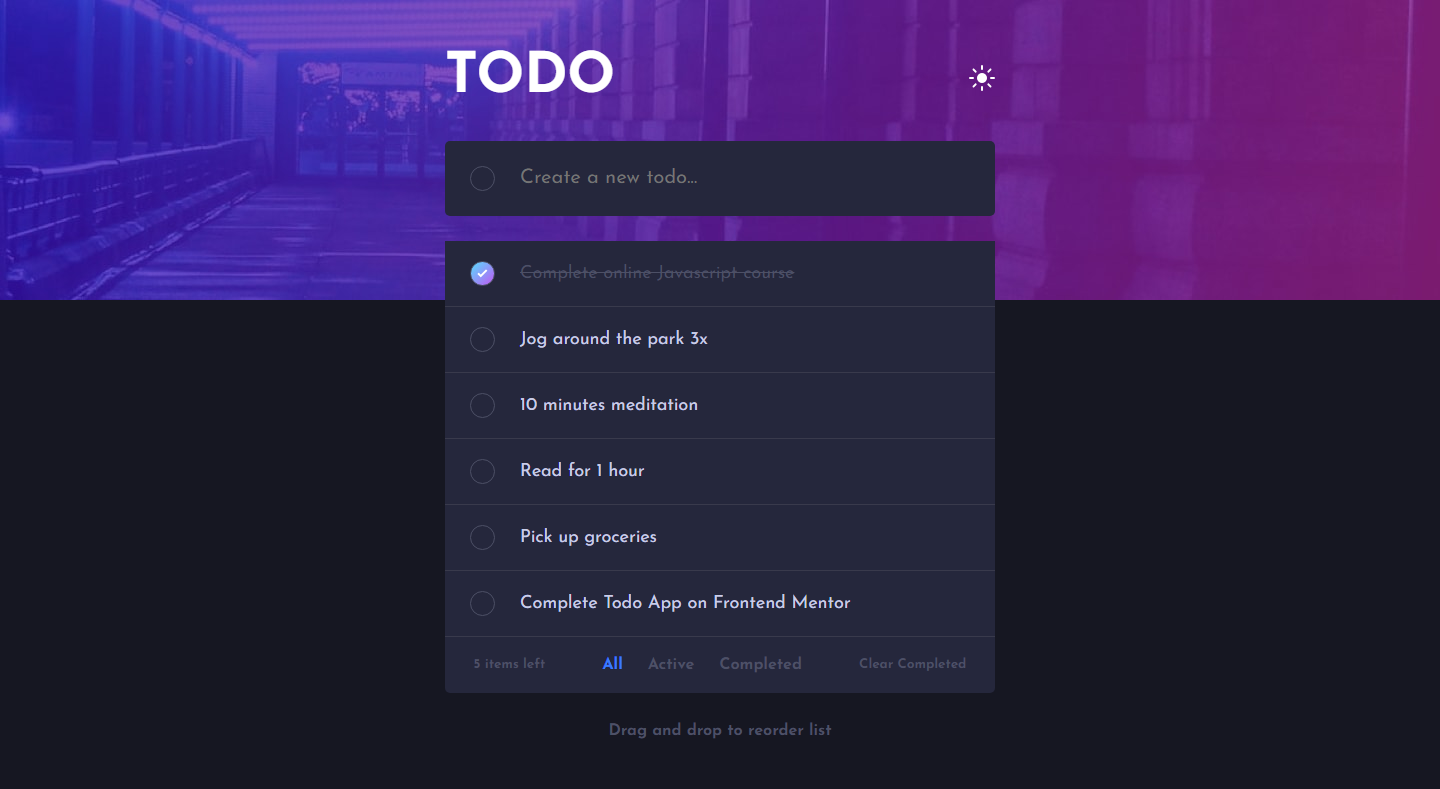 TODO
Create a new todo...
Complete online Javascript course
Jog around the park 3x
10 minutes meditation
Read for 1 hour
Pick up groceries
Complete Todo App on Frontend Mentor
5 items left All Active Completed Clear Completed
Drag and drop to reorder list